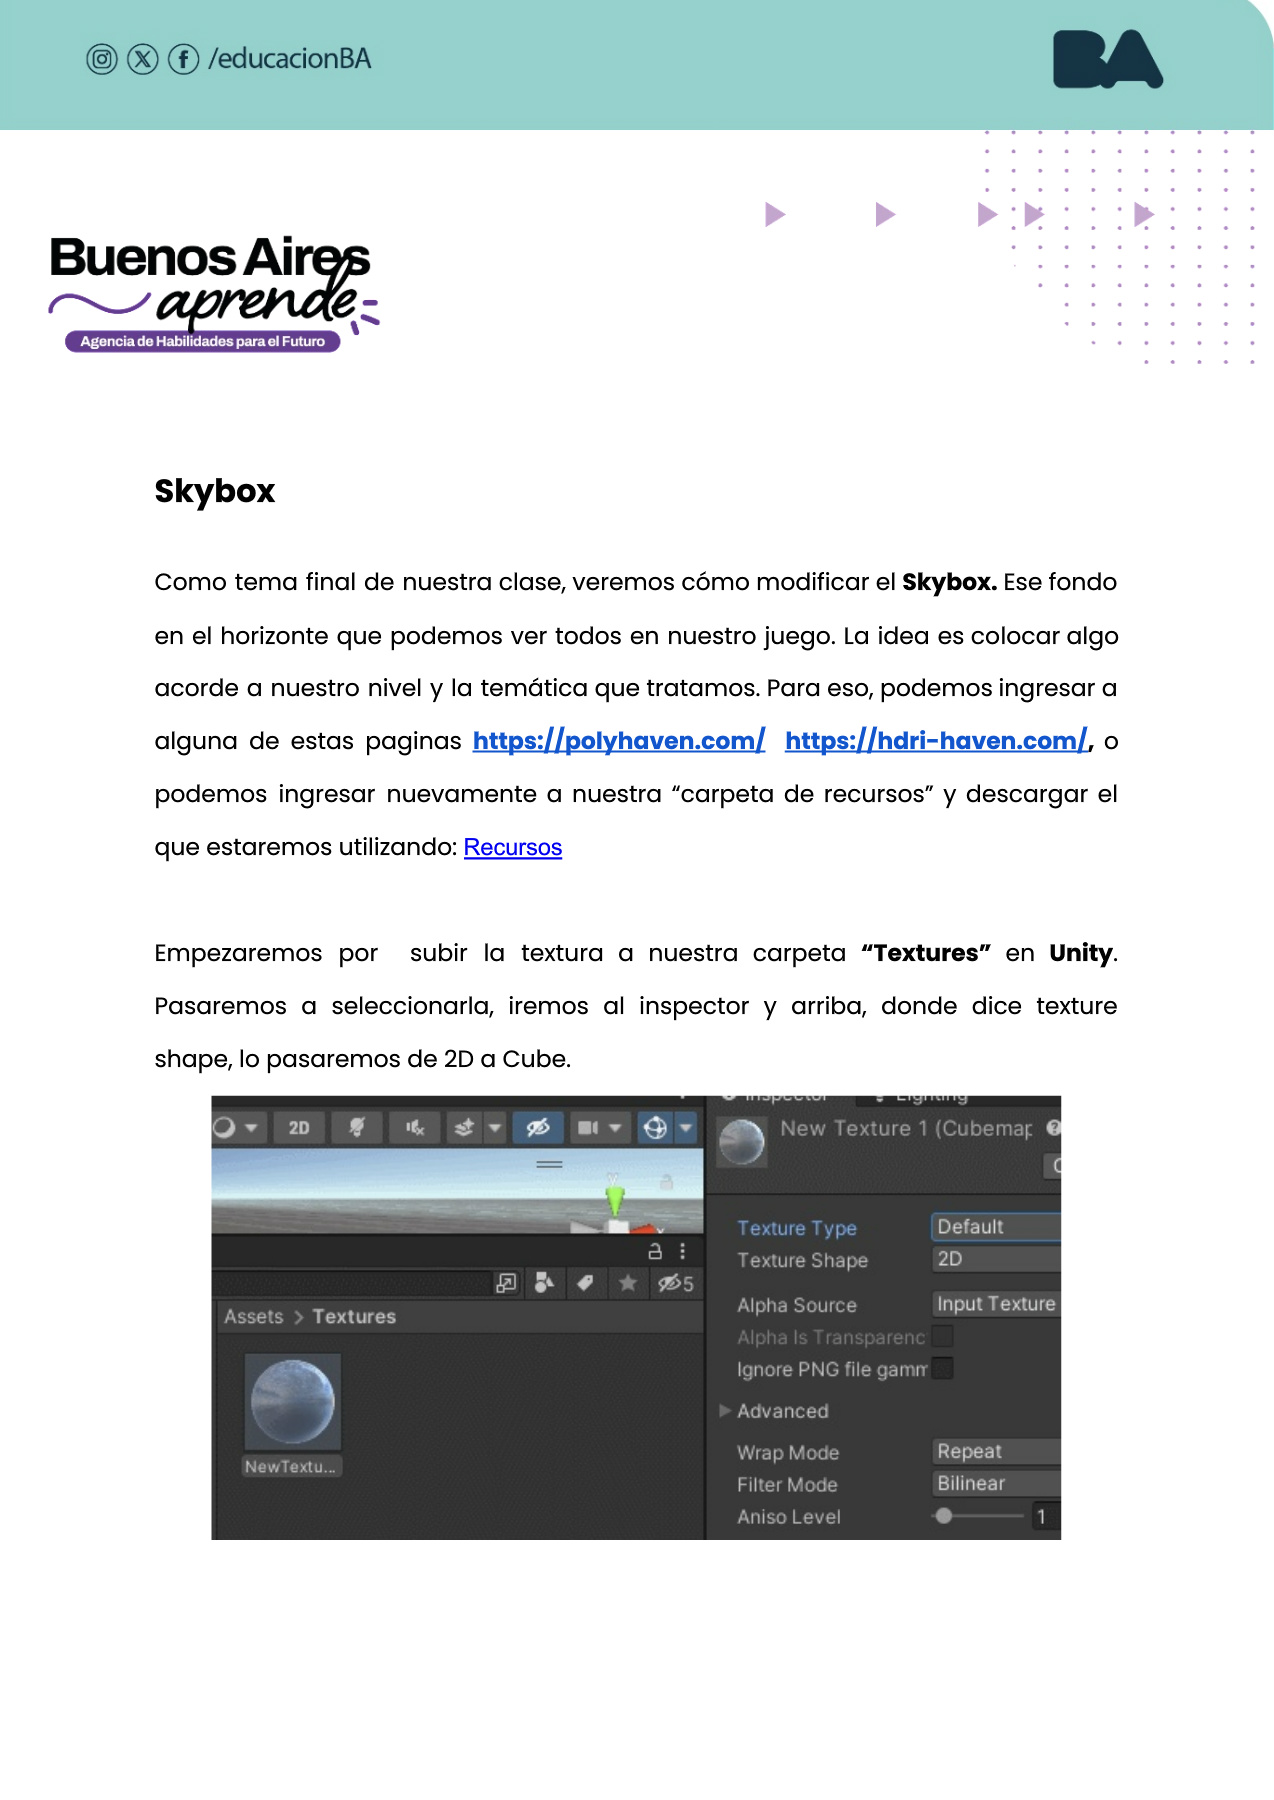 /educacionBA
BA
Buenos Aires
aprende
Agencia de Habilidades para el Futuro
Skybox
Como tema final de nuestra clase, veremos cómo modificar el Skybox. Ese fondo
en el horizonte que podemos ver todos en nuestro juego. La idea es colocar algo
acorde a nuestro nivel y la temática que tratamos. Para eso, podemos ingresar a
alguna de estas paginas https://polyhaven.com/ https://hdri-haven.com/, o
podemos ingresar nuevamente a nuestra “carpeta de recursos” y descargar el
que estaremos utilizando: Recursos
Empezaremos por subir la textura a nuestra carpeta “Textures” en Unity.
Pasaremos a seleccionarla, iremos al inspector y arriba, donde dice texture
shape, lo pasaremos de 2D a Cube.
Inspector Lighting
2D
New Texture 1 (Cubemap
Texture Type Default
Texture Shape 2D
5
Assets > Textures
Alpha Source Input Texture
Alpha Is Transparenc
Ignore PNG file gamm
Advanced
NewTextu...
Wrap Mode Repeat
Filter Mode Bilinear
Aniso Level 1